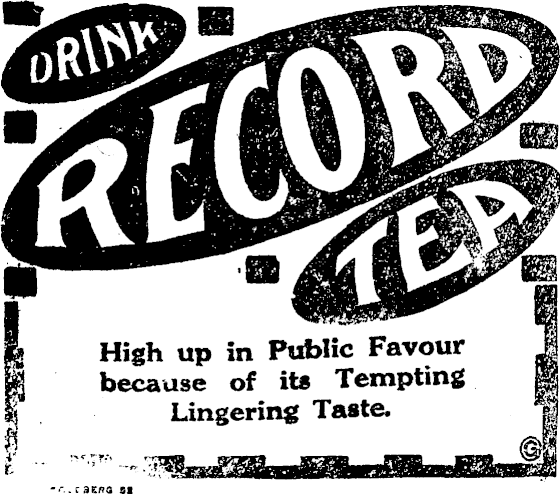 DRINK
RECORD
TEA
High up in Public Favour
because of its Tempting
Lingering Taste.
G